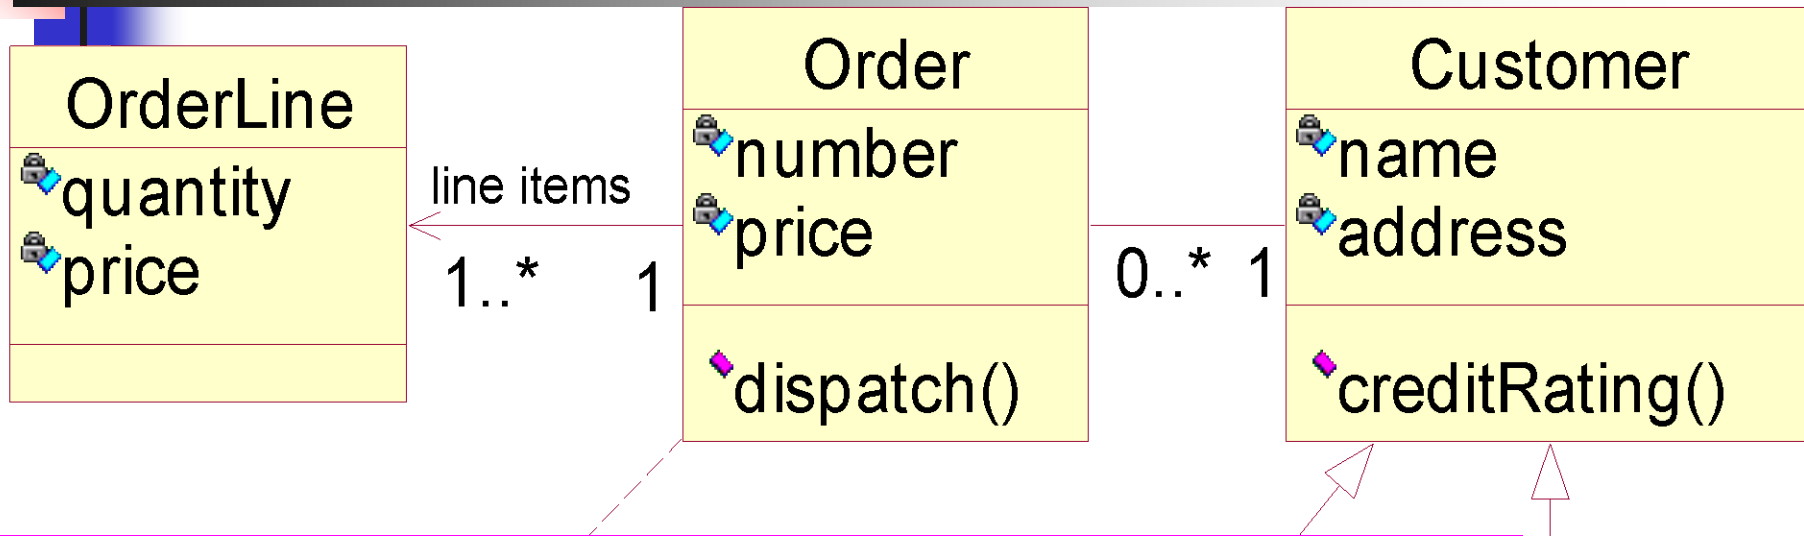 OrderLine
quantity
price
line items
1..*
1
Order
number
price
dispatch()
0..*
1
Customer
name
address
creditRating()